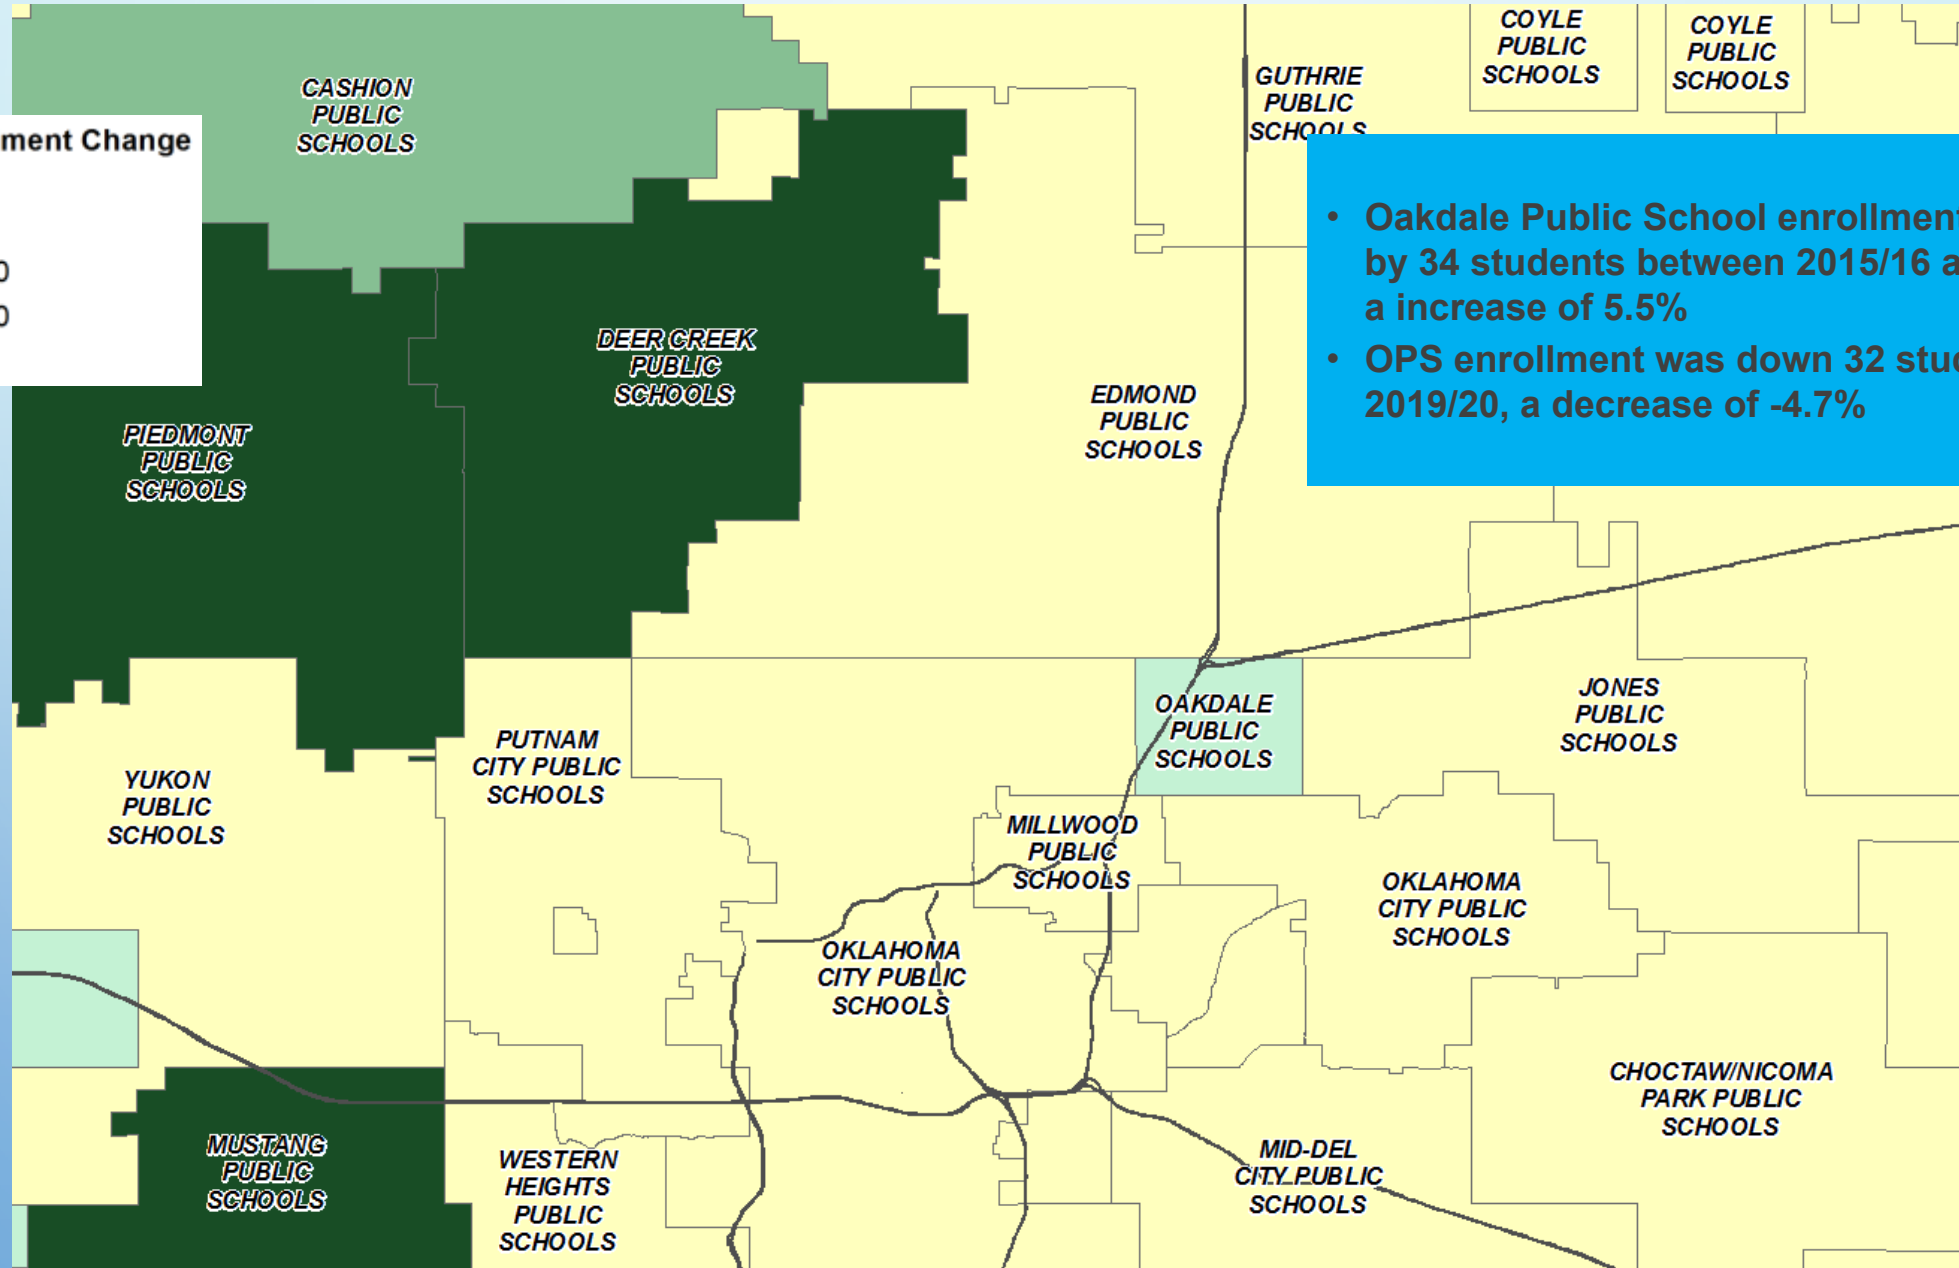 CASHION
PUBLIC
SCHOOLS
COYLE
PUBLIC
SCHOOLS
COYLE
PUBLIC
SCHOOLS
GUTHRIE
PUBLIC
SCHOOLS
ment Change
0
0
• Oakdale Public School enrollment
by 34 students between 2015/16 a
a increase of 5.5%
• OPS enrollment was down 32 stu
2019/20, a decrease of -4.7%
DEER CREEK
PUBLIC
SCHOOLS
EDMOND
PUBLIC
SCHOOLS
PIEDMONT
PUBLIC
SCHOOLS
OAKDALE
PUBLIC
SCHOOLS
JONES
PUBLIC
SCHOOLS
PUTNAM
CITY PUBLIC
SCHOOLS
YUKON
PUBLIC
SCHOOLS
MILLWOOD
PUBLIC
SCHOOLS
OKLAHOMA
CITY PUBLIC
SCHOOLS
OKLAHOMA
CITY PUBLIC
SCHOOLS
CHOCTAW/NICOMA
PARK PUBLIC
SCHOOLS
MUSTANG
PUBLIC
SCHOOLS
WESTERN
HEIGHTS
PUBLIC
SCHOOLS
MID-DEL
CITY PUBLIC
SCHOOLS